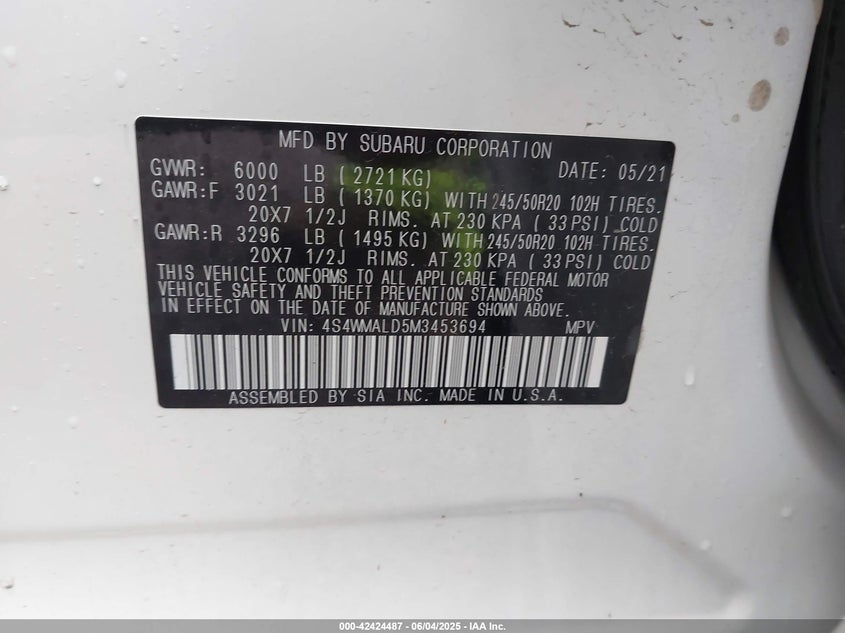 MFD BY SUBARU CORPORATION
GVWR: 6000 LB ( 2721 KG) DATE: 05/21
GAWR:F 3021 LB ( 1370 KG) WITH 245/50R20 102H TIRES.
20X7 1/2J RIMS. AT 230 KPA ( 33 PSI) COLD
GAWR:R 3296 LB ( 1495 KG) WITH 245/50R20 102H TIRES.
20X7 1/2J RIMS. AT 230 KPA ( 33 PSI) COLD
THIS VEHICLE CONFORMS TO ALL APPLICABLE FEDERAL MOTOR
VEHICLE SAFETY AND THEFT PREVENTION STANDARDS
IN EFFECT ON THE DATE OF MANUFACTURE SHOWN ABOVE.
VIN: 4S4WMALD5M3453694 MPV
ASSEMBLED BY SIA INC. MADE IN U.S.A.
000-42424487 - 06/04/2025 - IAA Inc.